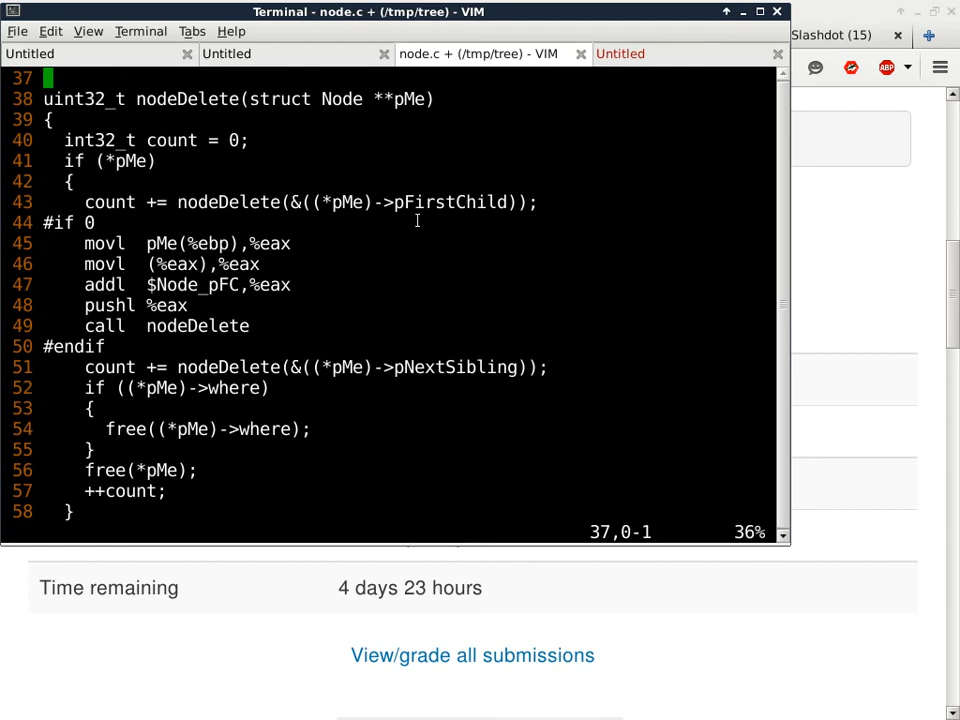 Terminal - node.c + (/tmp/tree) - VIM
File Edit View Terminal Tabs Help
Untitled Untitled node.c + (/tmp/tree) - VIM Untitled
Slashdot (15)
ABP
37
38 uint32_t nodeDelete(struct Node **pMe)
39 {
40   int32_t count = 0;
41   if (*pMe)
42   {
43     count += nodeDelete(&((*pMe)->pFirstChild));
44 #if 0
45     movl  pMe(%ebp),%eax
46     movl  (%eax),%eax
47     addl  $Node_pFC,%eax
48     pushl %eax
49     call  nodeDelete
50 #endif
51     count += nodeDelete(&((*pMe)->pNextSibling));
52     if ((*pMe)->where)
53     {
54       free((*pMe)->where);
55     }
56     free(*pMe);
57     ++count;
58   }
37,0-1 36%
Time remaining 4 days 23 hours
View/grade all submissions